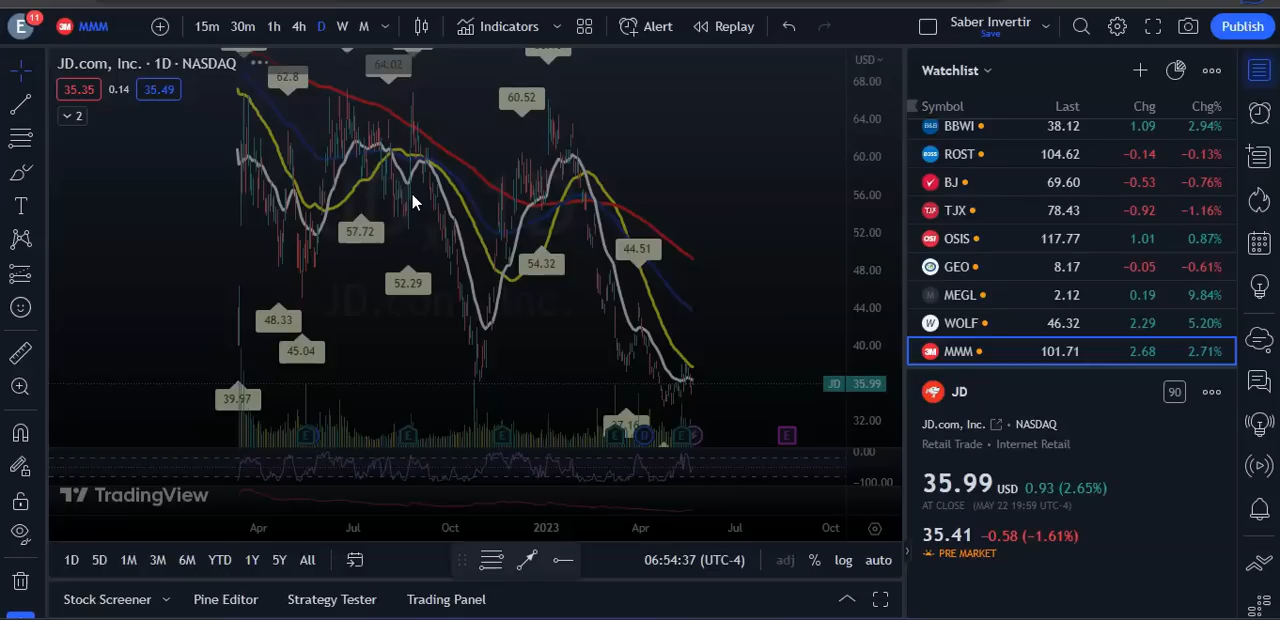 E 11 MMM 15m 30m 1h 4h D W M Indicators Alert Replay Saber Invertir Save Publish
JD.com, Inc. · 1D · NASDAQ
35.35 0.14 35.49
2
62.8
64.02
60.52
57.72
52.29
54.32
44.51
48.33
45.04
39.97
37.16
JD.com, Inc.
E E E E D E E
USD
68.00
64.00
60.00
56.00
52.00
48.00
44.00
40.00
JD 35.99
32.00
0.00
-100.00
TradingView
Apr Jul Oct 2023 Apr Jul Oct
1D 5D 1M 3M 6M YTD 1Y 5Y All 06:54:37 (UTC-4) adj % log auto
Stock Screener Pine Editor Strategy Tester Trading Panel
Watchlist
Symbol Last Chg Chg%
BBWI 38.12 1.09 2.94%
ROST 104.62 −0.14 −0.13%
BJ 69.60 −0.53 −0.76%
TJX 78.43 −0.92 −1.16%
OSIS 117.77 1.01 0.87%
GEO 8.17 −0.05 −0.61%
M MEGL 2.12 0.19 9.84%
W WOLF 46.32 2.29 5.20%
3M MMM 101.71 2.68 2.71%
JD 90
JD.com, Inc. • NASDAQ
Retail Trade • Internet Retail
35.99 USD 0.93 (2.65%)
AT CLOSE (MAY 22 19:59 UTC-4)
35.41 −0.58 (−1.61%)
PRE MARKET